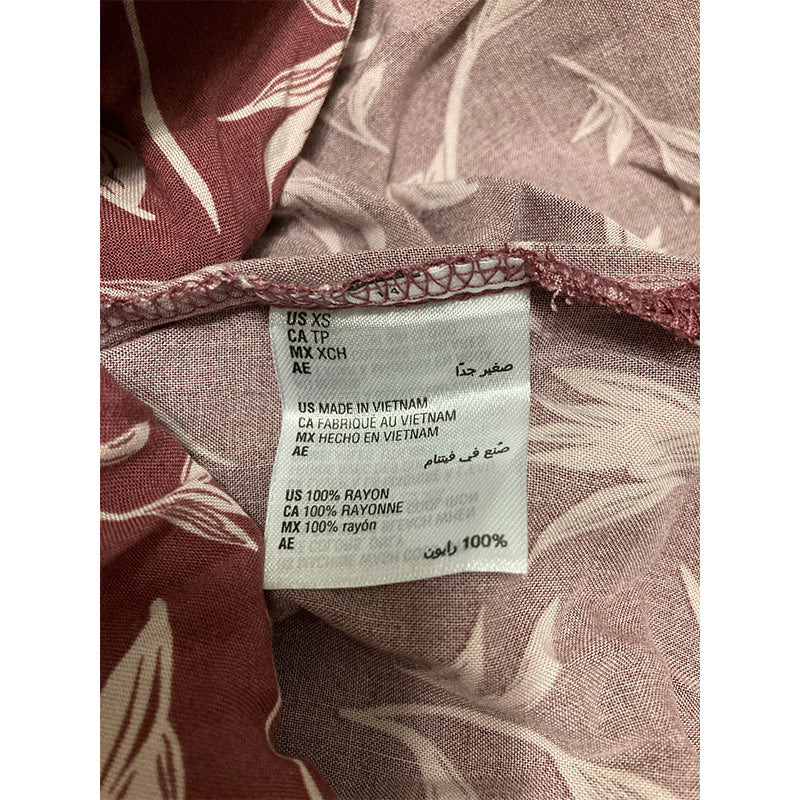 US XS
CA TP
MX XCH
AE صغير جدًا
US MADE IN VIETNAM
CA FABRIQUÉ AU VIETNAM
MX HECHO EN VIETNAM
AE صُنع في فيتنام
US 100% RAYON
CA 100% RAYONNE
MX 100% rayón
AE 100% رايون